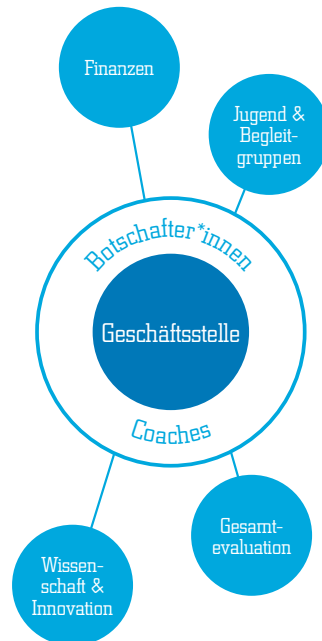 Finanzen
Jugend &
Begleit-
gruppen
Botschafter*innen
Geschäftsstelle
Coaches
Gesamt-
evaluation
Wissen-
schaft &
Innovation